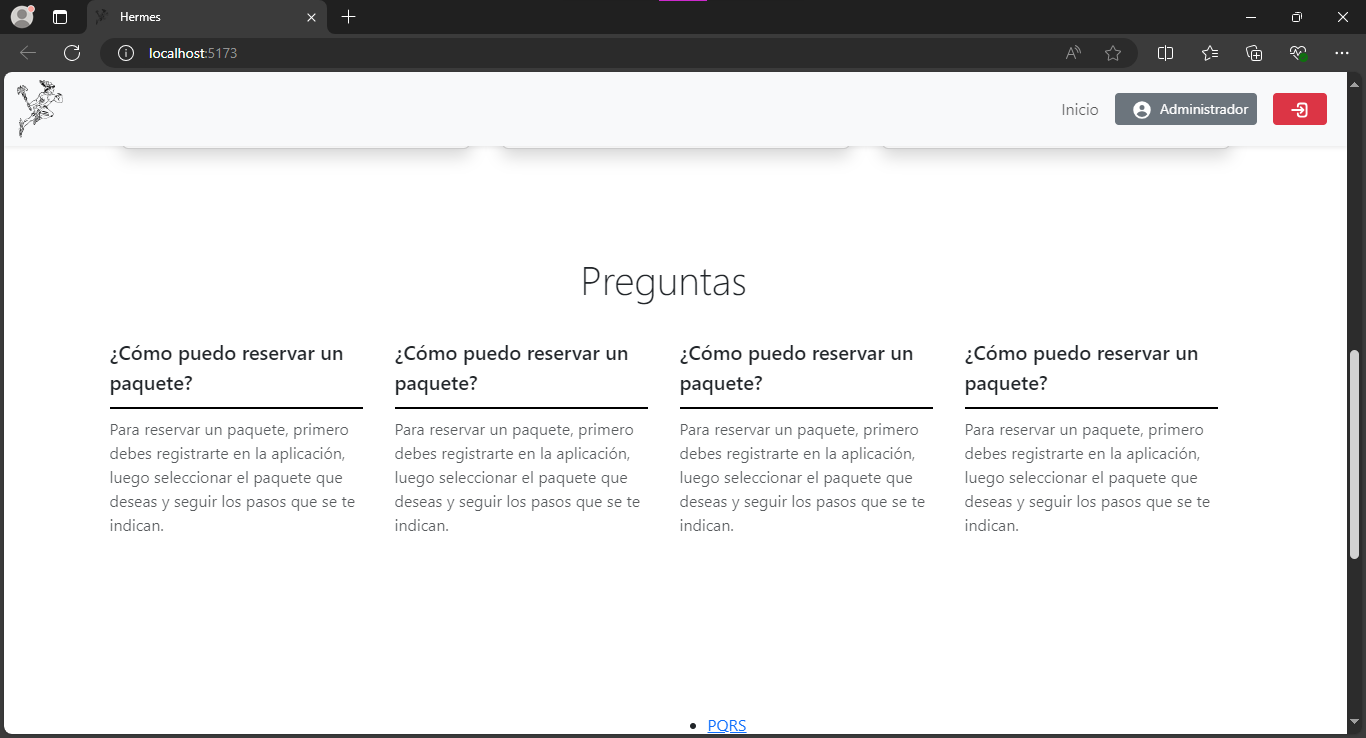 Hermes
localhost:5173
Inicio
Administrador
Preguntas
¿Cómo puedo reservar un
paquete?
Para reservar un paquete, primero
debes registrarte en la aplicación,
luego seleccionar el paquete que
deseas y seguir los pasos que se te
indican.
¿Cómo puedo reservar un
paquete?
Para reservar un paquete, primero
debes registrarte en la aplicación,
luego seleccionar el paquete que
deseas y seguir los pasos que se te
indican.
¿Cómo puedo reservar un
paquete?
Para reservar un paquete, primero
debes registrarte en la aplicación,
luego seleccionar el paquete que
deseas y seguir los pasos que se te
indican.
¿Cómo puedo reservar un
paquete?
Para reservar un paquete, primero
debes registrarte en la aplicación,
luego seleccionar el paquete que
deseas y seguir los pasos que se te
indican.
PQRS